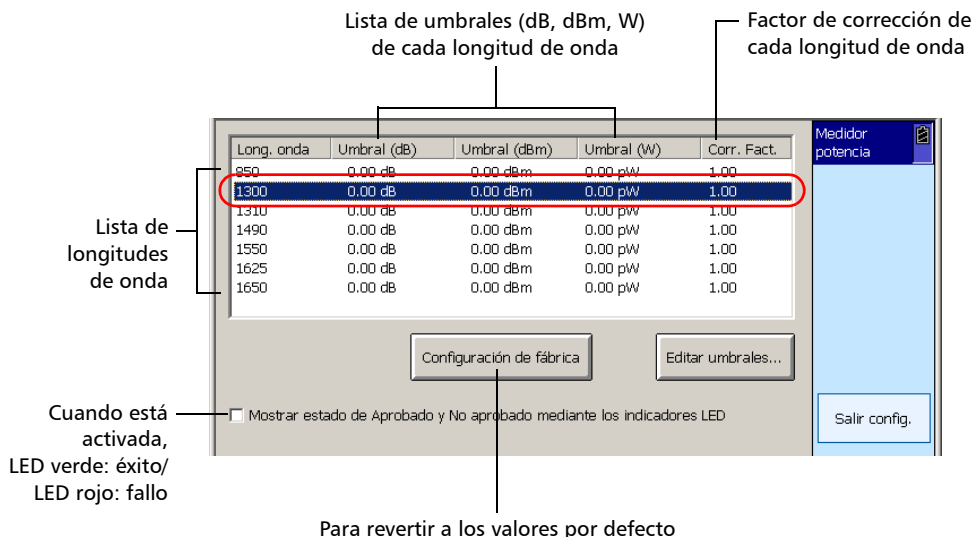 Lista de umbrales (dB, dBm, W)
de cada longitud de onda
Factor de corrección de
cada longitud de onda
Medidor
potencia
Long. onda Umbral (dB) Umbral (dBm) Umbral (W) Corr. Fact.
850 0.00 dB 0.00 dBm 0.00 pW 1.00
1300 0.00 dB 0.00 dBm 0.00 pW 1.00
1310 0.00 dB 0.00 dBm 0.00 pW 1.00
1490 0.00 dB 0.00 dBm 0.00 pW 1.00
1550 0.00 dB 0.00 dBm 0.00 pW 1.00
1625 0.00 dB 0.00 dBm 0.00 pW 1.00
1650 0.00 dB 0.00 dBm 0.00 pW 1.00
Lista de
longitudes
de onda
Configuración de fábrica
Editar umbrales...
Cuando está
activada,
LED verde: éxito/
LED rojo: fallo
Mostrar estado de Aprobado y No aprobado mediante los indicadores LED
Salir config.
Para revertir a los valores por defecto